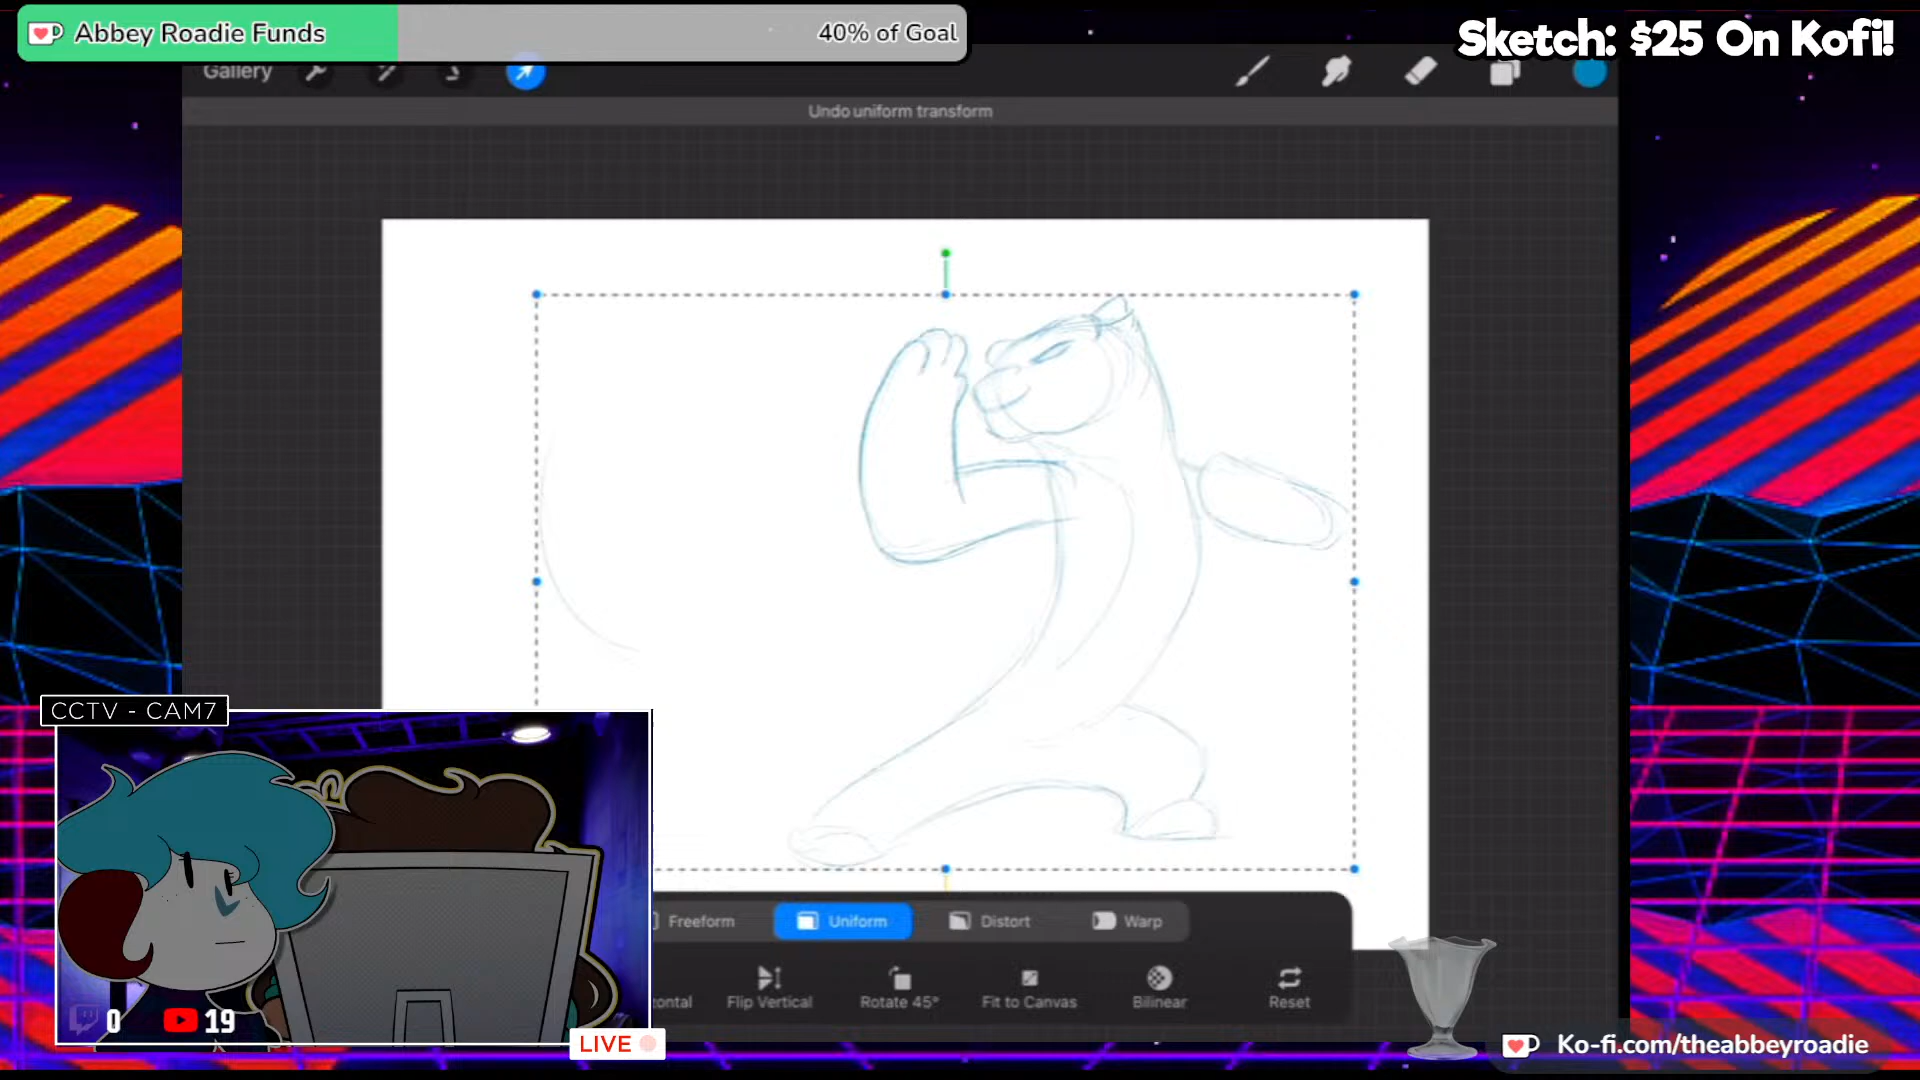 Abbey Roadie Funds
40% of Goal
Sketch: $25 On Kofi!
Gallery
Undo uniform transform
CCTV - CAM7
Freeform
Uniform
Distort
Warp
zontal
Flip Vertical
Rotate 45°
Fit to Canvas
Bilinear
Reset
0
19
LIVE
Ko-fi.com/theabbeyroadie